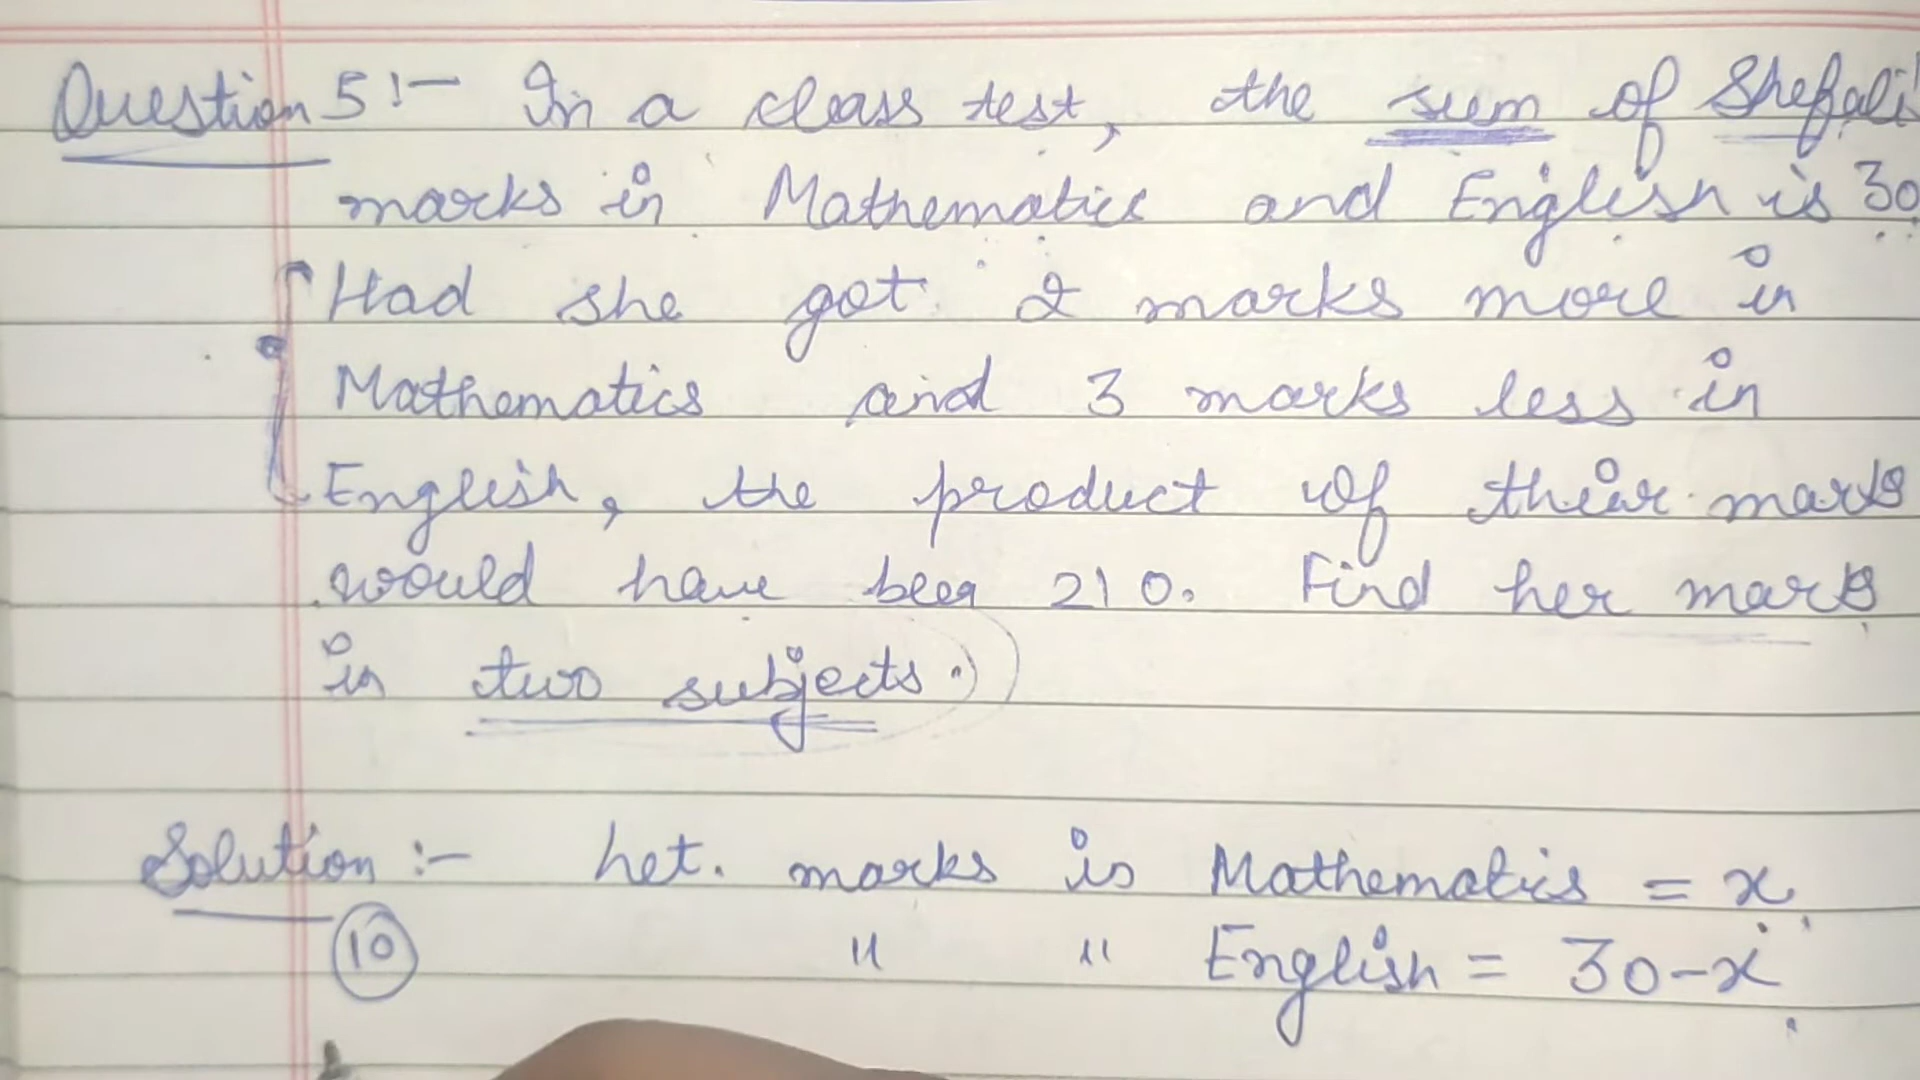 Question 5:- In a class test, the sum of Shefali'
marks in Mathematics and English is 30
Had she got 2 marks more in
Mathematics and 3 marks less in
English, the product of their marks
would have been 210. Find her marks
in two subjects.
Solution :- Let. marks in Mathematics = x
(10) " " English = 30-x